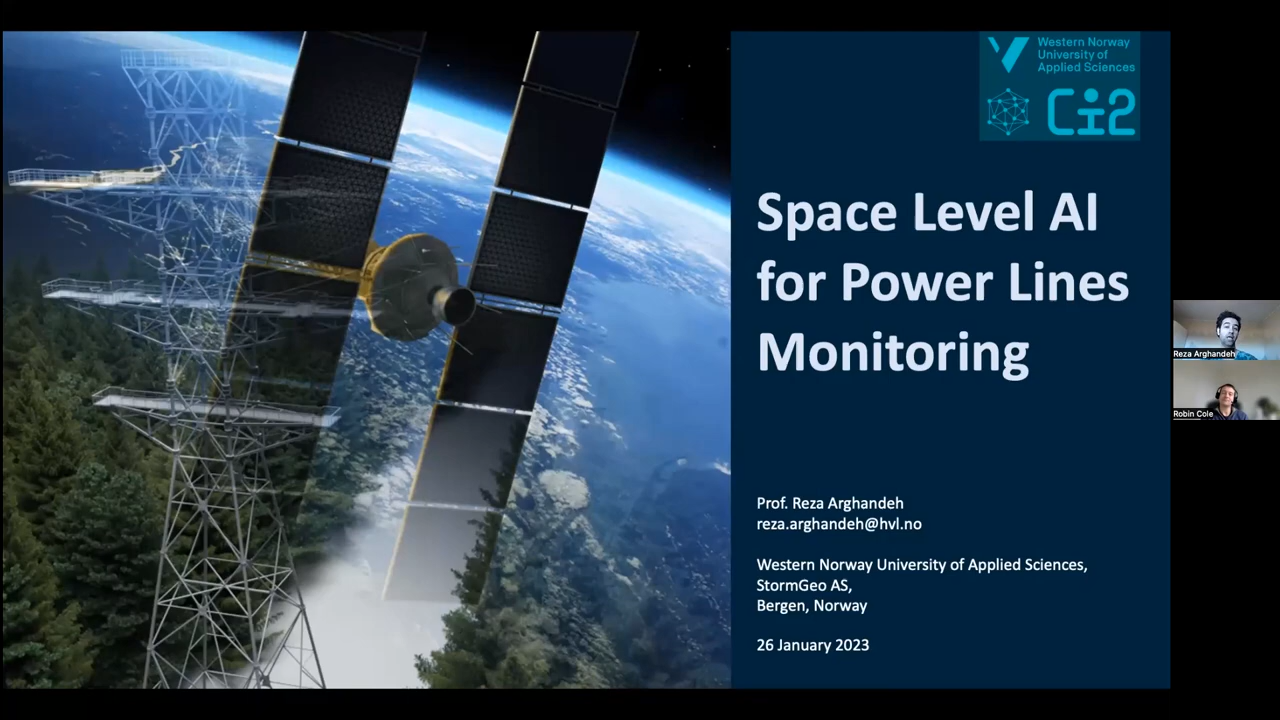 Western Norway
University of
Applied Sciences
Ci2
Space Level AI
for Power Lines
Monitoring
Prof. Reza Arghandeh
reza.arghandeh@hvl.no
Western Norway University of Applied Sciences,
StormGeo AS,
Bergen, Norway
26 January 2023
Reza Arghandeh
Robin Cole